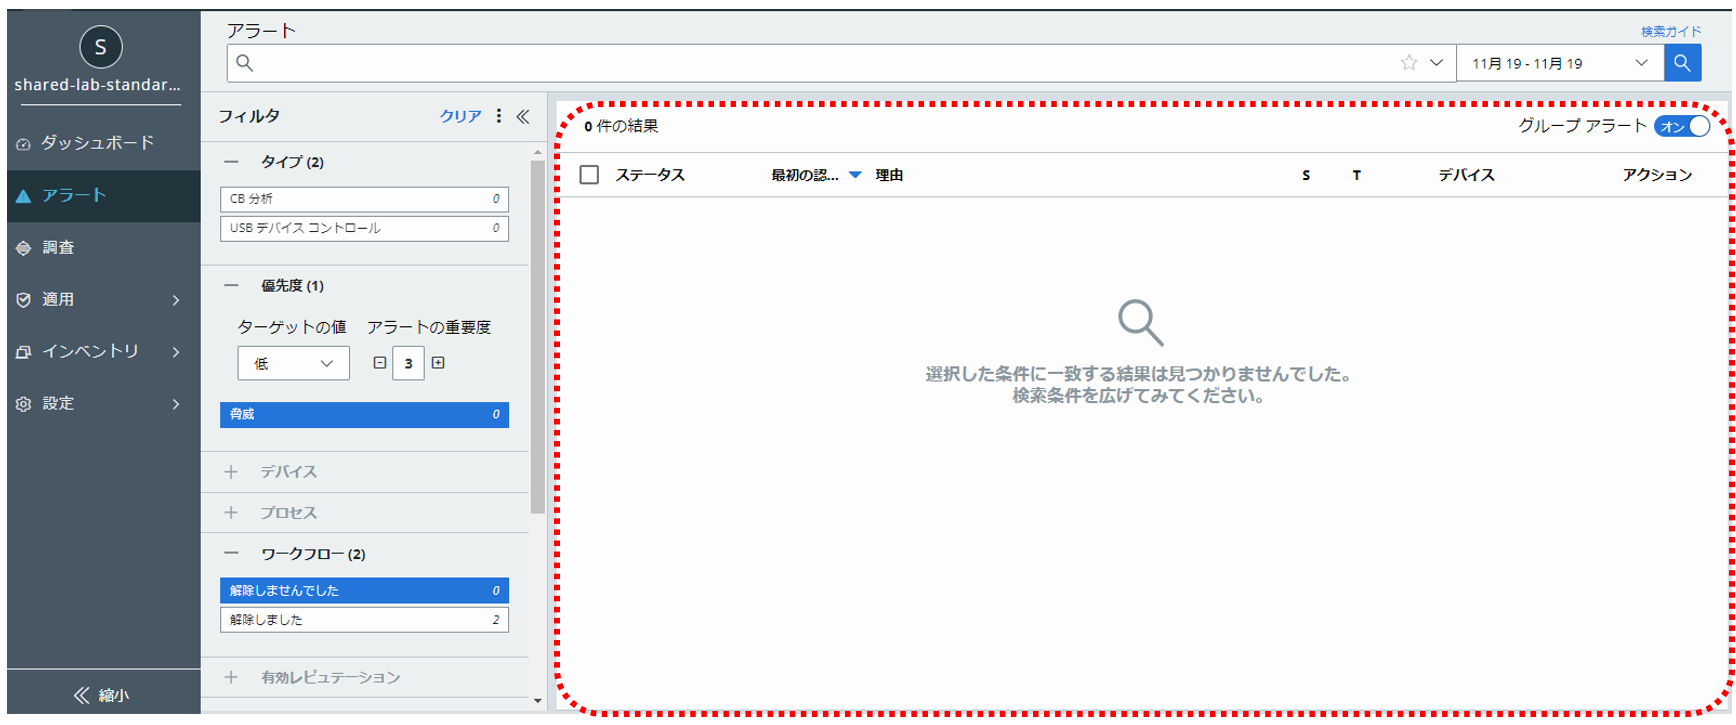 S
shared-lab-standar...
ダッシュボード
アラート
調査
適用
インベントリ
設定
縮小
アラート
検索ガイド
11月 19 - 11月 19
フィルタ
クリア
タイプ (2)
CB 分析 0
USB デバイス コントロール 0
優先度 (1)
ターゲットの値 アラートの重要度
低 3
脅威 0
デバイス
プロセス
ワークフロー (2)
解除しませんでした 0
解除しました 2
有効レピュテーション
0 件の結果
グループ アラート オン
ステータス 最初の認... 理由 S T デバイス アクション
選択した条件に一致する結果は見つかりませんでした。
検索条件を広げてみてください。